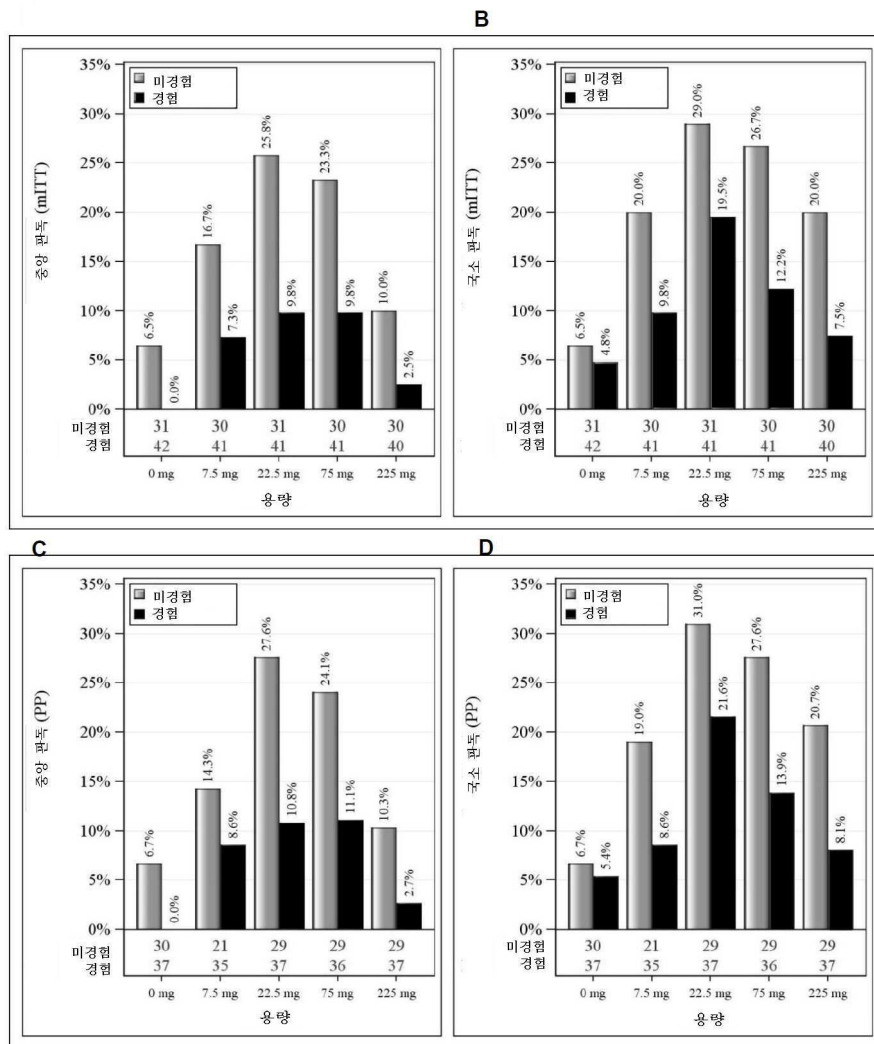 B
35%
30%
25%
20%
15%
10%
5%
0%
중앙 판독 (mITT)
미경험
경험
6.5% 0.0% 16.7% 7.3% 25.8% 9.8% 23.3% 9.8% 10.0% 2.5%
미경험 31 30 31 30 30
경험 42 41 41 41 40
0 mg 7.5 mg 22.5 mg 75 mg 225 mg
용량
35%
30%
25%
20%
15%
10%
5%
0%
국소 판독 (mITT)
미경험
경험
6.5% 4.8% 20.0% 9.8% 29.0% 19.5% 26.7% 12.2% 20.0% 7.5%
미경험 31 30 31 30 30
경험 42 41 41 41 40
0 mg 7.5 mg 22.5 mg 75 mg 225 mg
용량
C
35%
30%
25%
20%
15%
10%
5%
0%
중앙 판독 (PP)
미경험
경험
6.7% 0.0% 14.3% 8.6% 27.6% 10.8% 24.1% 11.1% 10.3% 2.7%
미경험 30 21 29 29 29
경험 37 35 37 36 37
0 mg 7.5 mg 22.5 mg 75 mg 225 mg
용량
D
35%
30%
25%
20%
15%
10%
5%
0%
국소 판독 (PP)
미경험
경험
6.7% 5.4% 19.0% 8.6% 31.0% 21.6% 27.6% 13.9% 20.7% 8.1%
미경험 30 21 29 29 29
경험 37 35 37 36 37
0 mg 7.5 mg 22.5 mg 75 mg 225 mg
용량